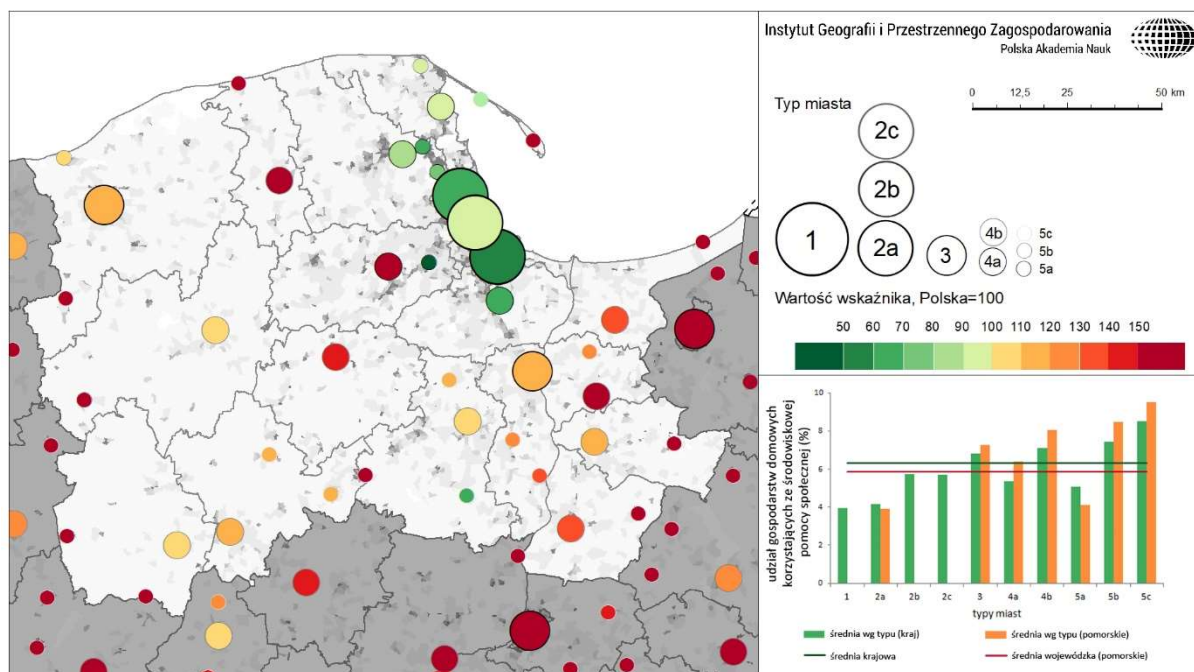 Instytut Geografii i Przestrzennego Zagospodarowania
Polska Akademia Nauk
0 12,5 25 50 km
Typ miasta
2c
2b
1
2a
3
4b
4a
5c
5b
5a
Wartość wskaźnika, Polska=100
50 60 70 80 90 100 110 120 130 140 150
udział gospodarstw domowych
korzystających ze środowiskowej
pomocy społecznej (%)
10
8
6
4
2
0
1 2a 2b 2c 3 4a 4b 5a 5b 5c
typy miast
średnia wg typu (kraj)
średnia wg typu (pomorskie)
średnia krajowa
średnia wojewódzka (pomorskie)